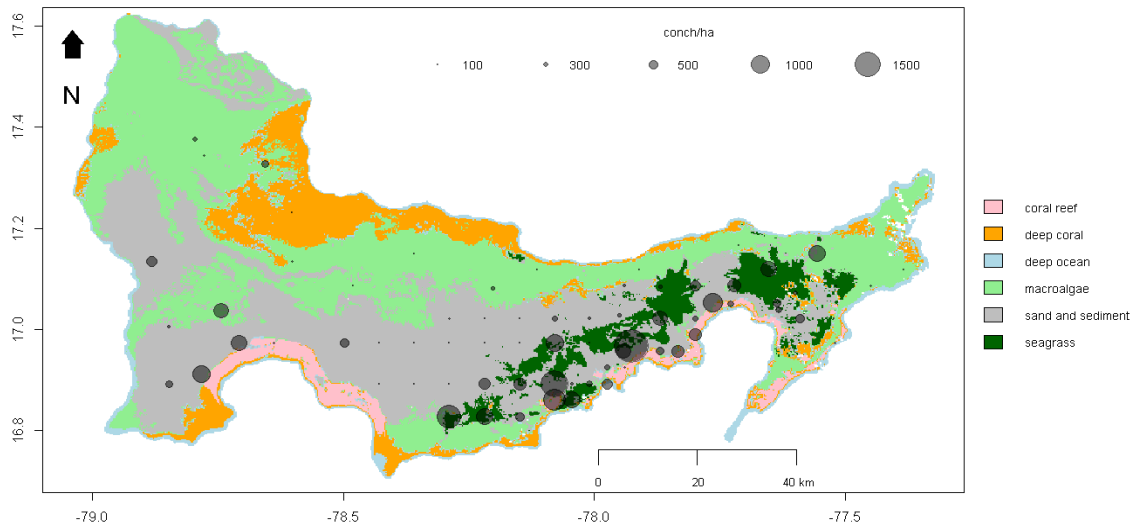 conch/ha
100 300 500 1000 1500
N
17.6
17.4
17.2
17.0
16.8
-79.0 -78.5 -78.0 -77.5
0 20 40 km
coral reef
deep coral
deep ocean
macroalgae
sand and sediment
seagrass